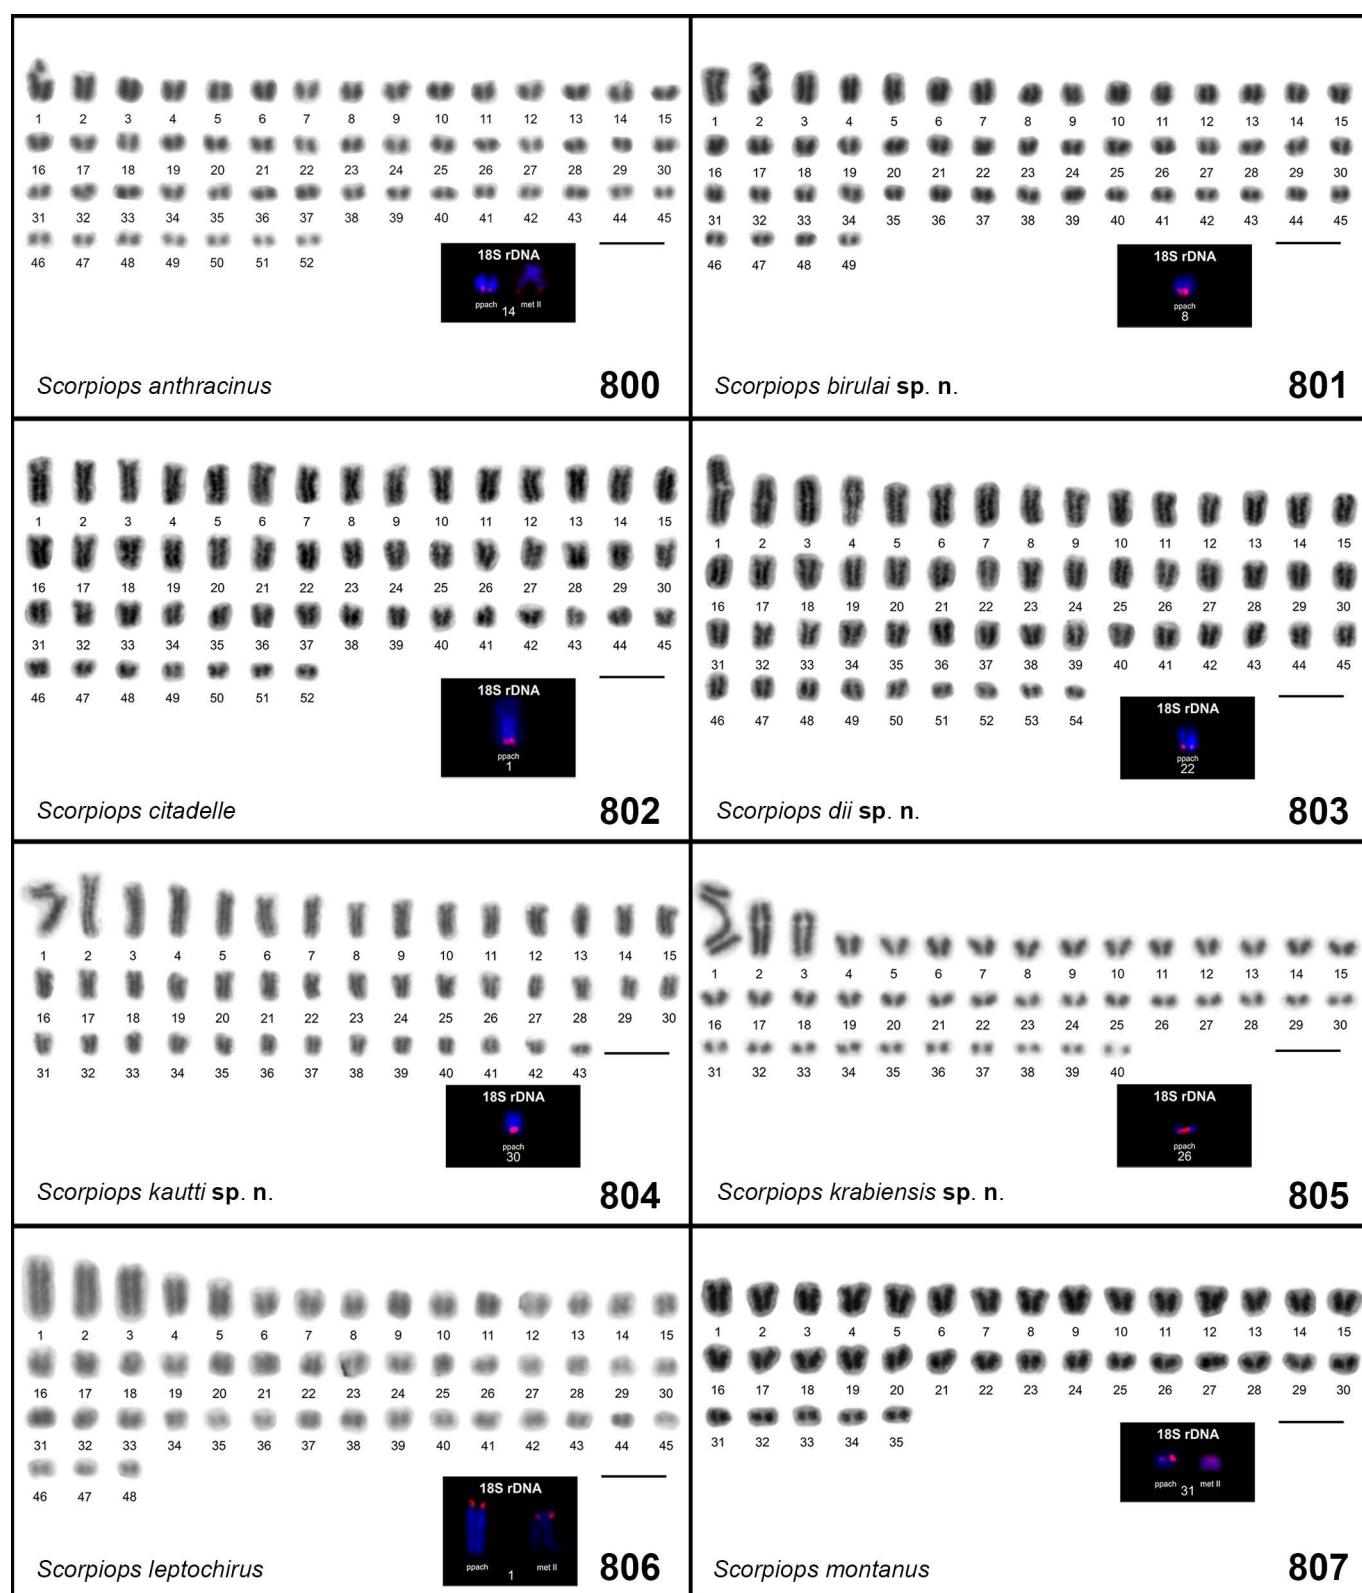 1 2 3 4 5 6 7 8 9 10 11 12 13 14 15
16 17 18 19 20 21 22 23 24 25 26 27 28 29 30
31 32 33 34 35 36 37 38 39 40 41 42 43 44 45
46 47 48 49 50 51 52
18S rDNA
ppach 14 met II
Scorpiops anthracinus 800
1 2 3 4 5 6 7 8 9 10 11 12 13 14 15
16 17 18 19 20 21 22 23 24 25 26 27 28 29 30
31 32 33 34 35 36 37 38 39 40 41 42 43 44 45
46 47 48 49
18S rDNA
ppach
8
Scorpiops birulai sp. n. 801
1 2 3 4 5 6 7 8 9 10 11 12 13 14 15
16 17 18 19 20 21 22 23 24 25 26 27 28 29 30
31 32 33 34 35 36 37 38 39 40 41 42 43 44 45
46 47 48 49 50 51 52
18S rDNA
ppach
1
Scorpiops citadelle 802
1 2 3 4 5 6 7 8 9 10 11 12 13 14 15
16 17 18 19 20 21 22 23 24 25 26 27 28 29 30
31 32 33 34 35 36 37 38 39 40 41 42 43 44 45
46 47 48 49 50 51 52 53 54
18S rDNA
ppach
22
Scorpiops dii sp. n. 803
1 2 3 4 5 6 7 8 9 10 11 12 13 14 15
16 17 18 19 20 21 22 23 24 25 26 27 28 29 30
31 32 33 34 35 36 37 38 39 40 41 42 43
18S rDNA
ppach
30
Scorpiops kautti sp. n. 804
1 2 3 4 5 6 7 8 9 10 11 12 13 14 15
16 17 18 19 20 21 22 23 24 25 26 27 28 29 30
31 32 33 34 35 36 37 38 39 40
18S rDNA
ppach
26
Scorpiops krabiensis sp. n. 805
1 2 3 4 5 6 7 8 9 10 11 12 13 14 15
16 17 18 19 20 21 22 23 24 25 26 27 28 29 30
31 32 33 34 35 36 37 38 39 40 41 42 43 44 45
46 47 48
18S rDNA
ppach 1 met II
Scorpiops leptochirus 806
1 2 3 4 5 6 7 8 9 10 11 12 13 14 15
16 17 18 19 20 21 22 23 24 25 26 27 28 29 30
31 32 33 34 35
18S rDNA
ppach 31 met II
Scorpiops montanus 807